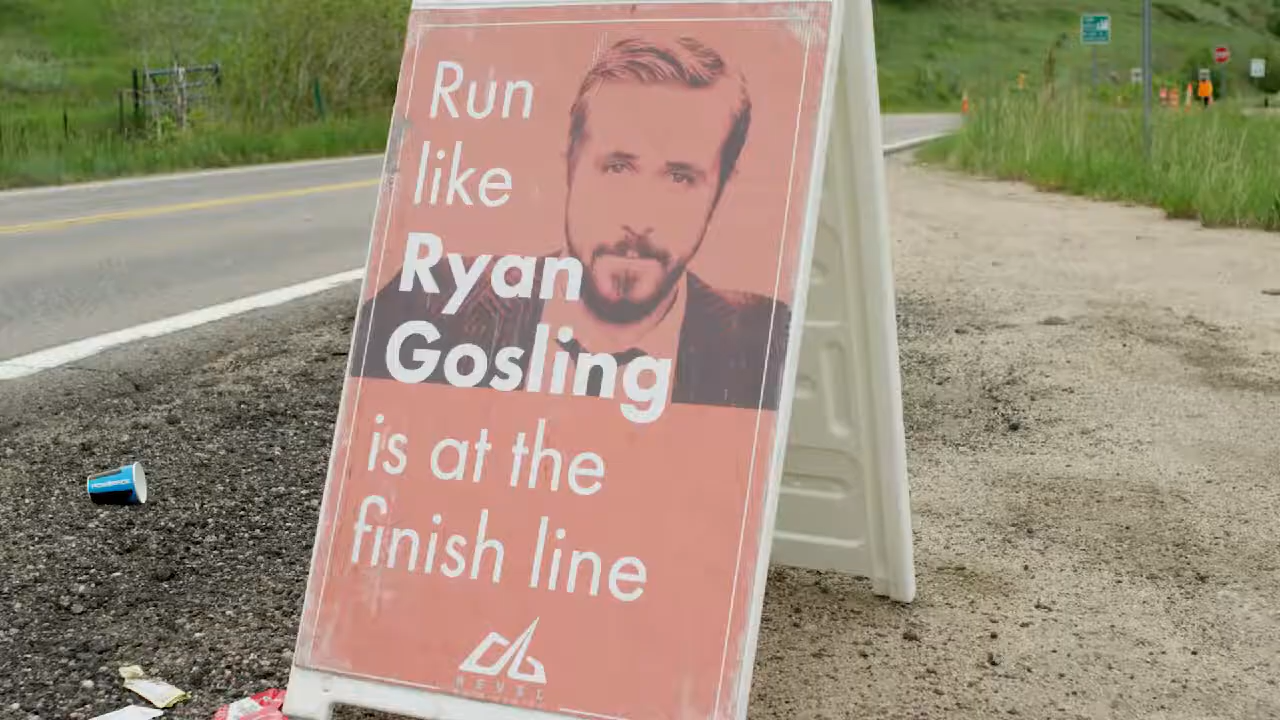 Run
like
Ryan
Gosling
is at the
finish line
REVEL